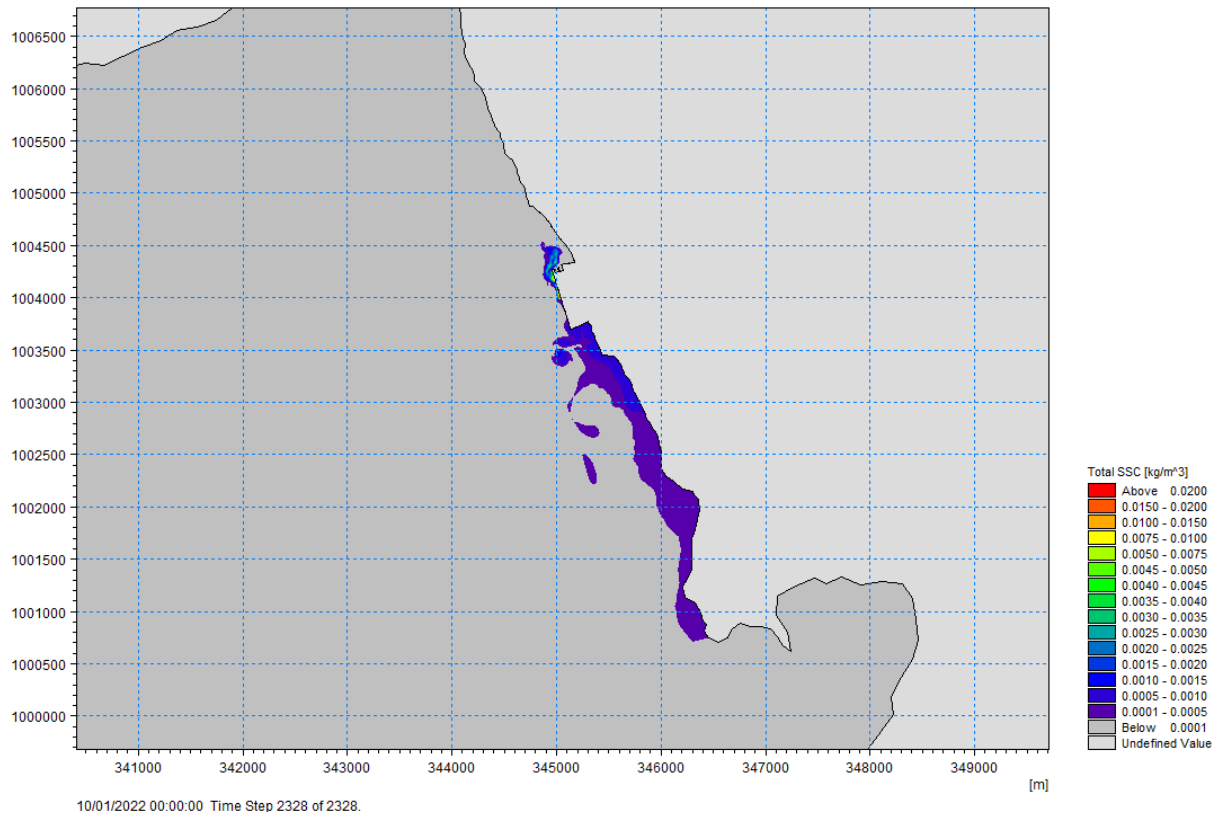 1006500
1006000
1005500
1005000
1004500
1004000
1003500
1003000
1002500
1002000
1001500
1001000
1000500
1000000
341000 342000 343000 344000 345000 346000 347000 348000 349000
[m]
10/01/2022 00:00:00 Time Step 2328 of 2328.
Total SSC [kg/m^3]
Above 0.0200
0.0150 - 0.0200
0.0100 - 0.0150
0.0075 - 0.0100
0.0050 - 0.0075
0.0045 - 0.0050
0.0040 - 0.0045
0.0035 - 0.0040
0.0030 - 0.0035
0.0025 - 0.0030
0.0020 - 0.0025
0.0015 - 0.0020
0.0010 - 0.0015
0.0005 - 0.0010
0.0001 - 0.0005
Below 0.0001
Undefined Value